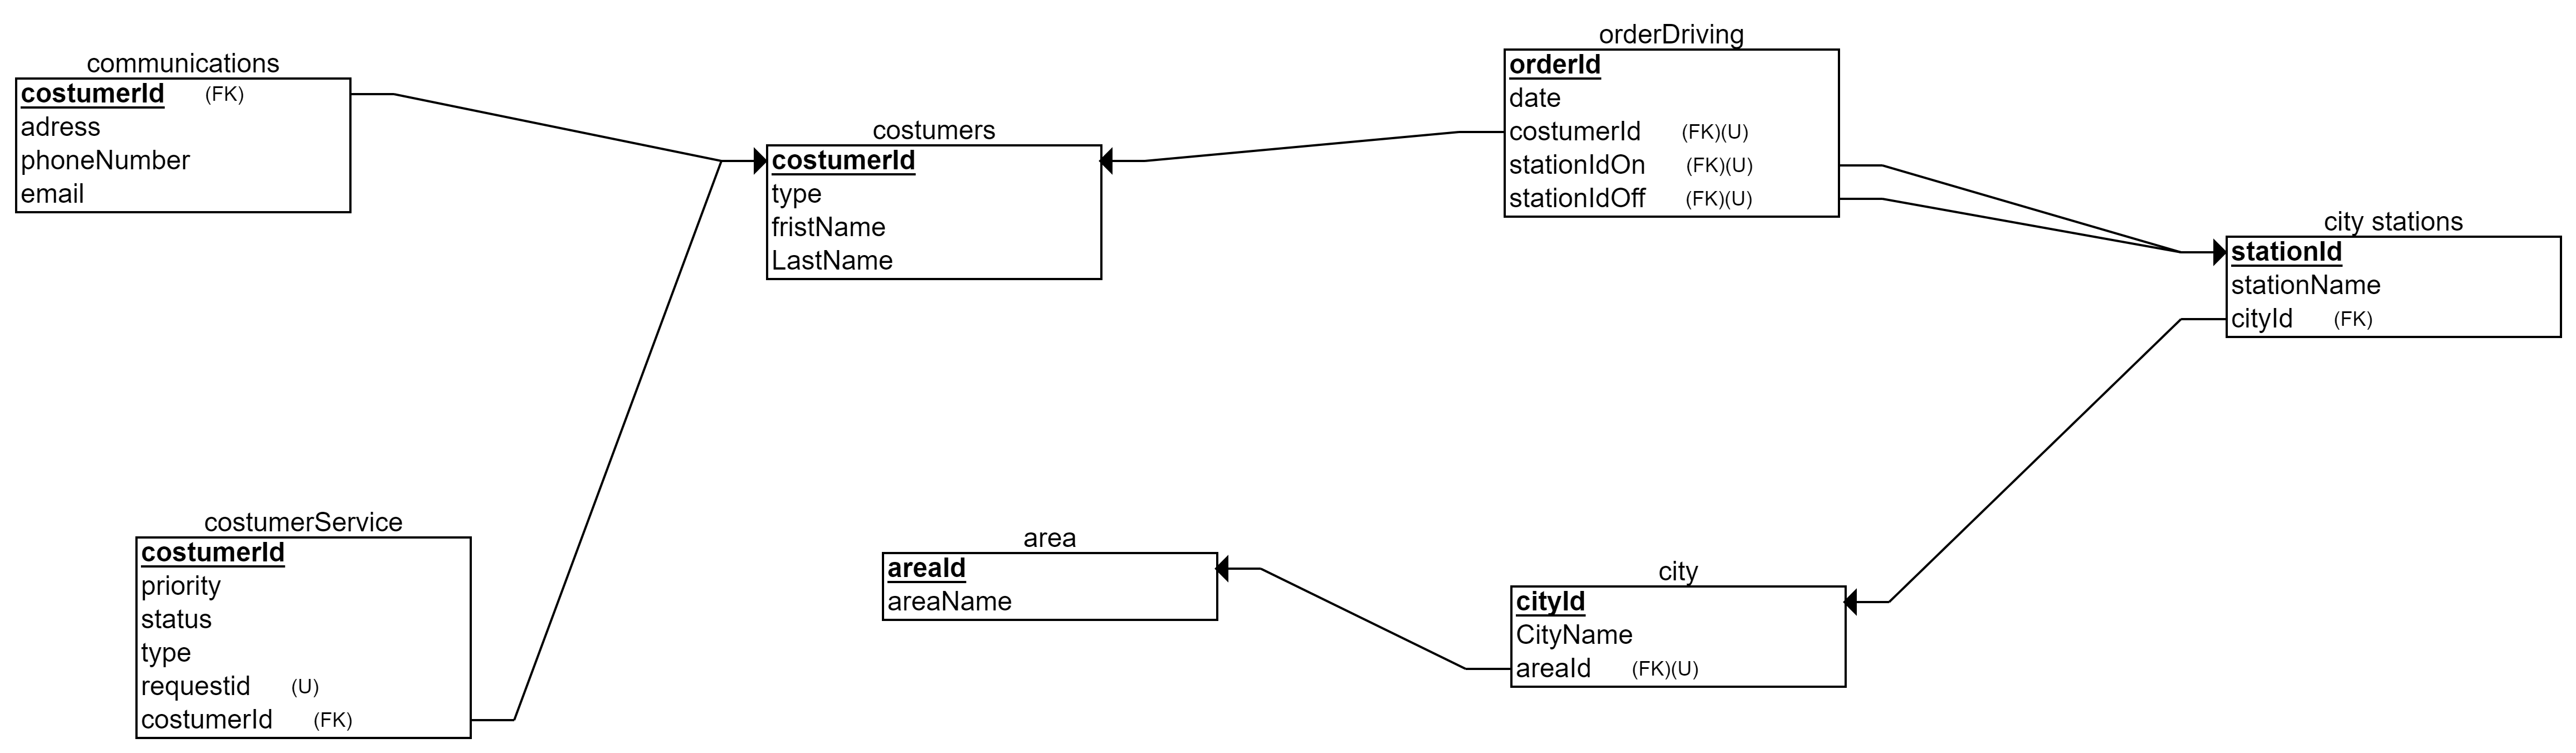 communications
costumerId (FK)
adress
phoneNumber
email
costumers
costumerId
type
fristName
LastName
orderDriving
orderId
date
costumerId (FK)(U)
stationIdOn (FK)(U)
stationIdOff (FK)(U)
city stations
stationId
stationName
cityId (FK)
costumerService
costumerId
priority
status
type
requestid (U)
costumerId (FK)
area
areaId
areaName
city
cityId
CityName
areaId (FK)(U)